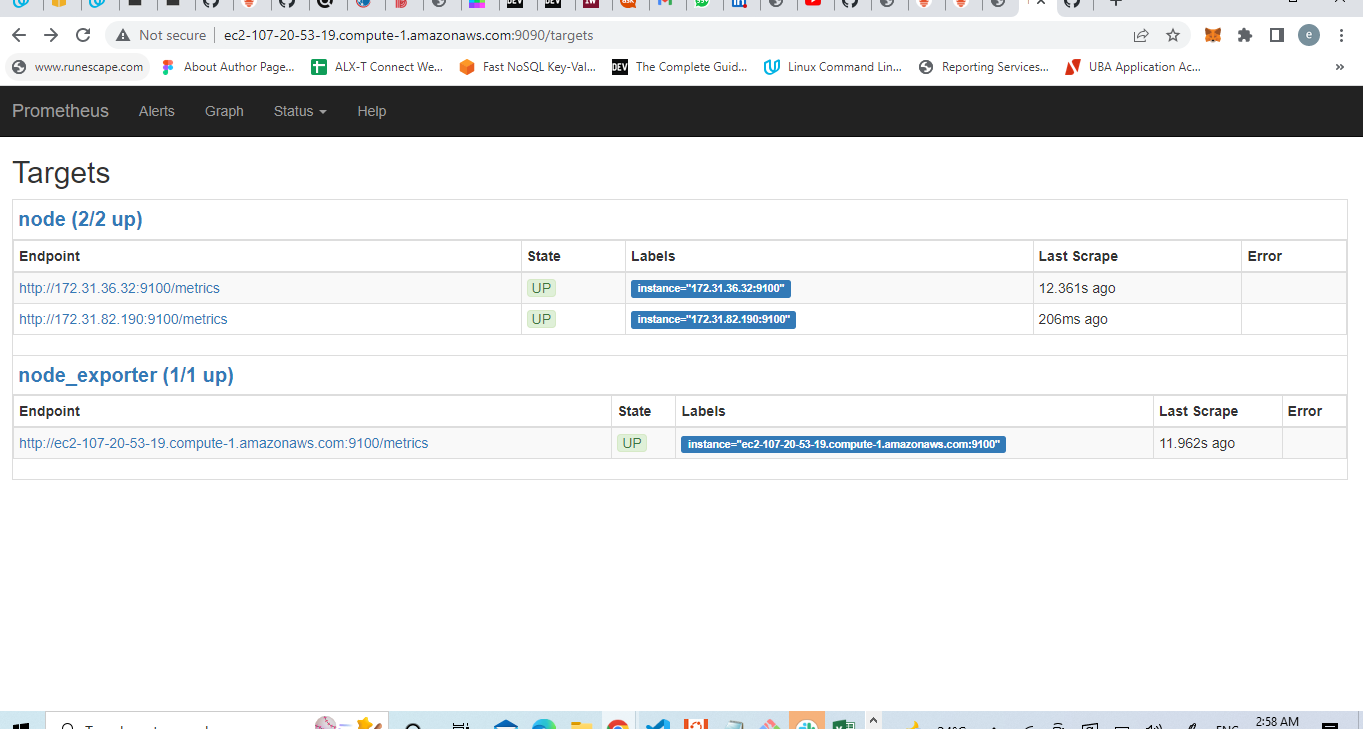 Not secure ec2-107-20-53-19.compute-1.amazonaws.com:9090/targets e
www.runescape.com About Author Page... ALX-T Connect We... Fast NoSQL Key-Val... DEV The Complete Guid... Linux Command Lin... Reporting Services... UBA Application Ac... »
Prometheus Alerts Graph Status Help
Targets
node (2/2 up)
Endpoint State Labels Last Scrape Error
http://172.31.36.32:9100/metrics UP instance="172.31.36.32:9100" 12.361s ago
http://172.31.82.190:9100/metrics UP instance="172.31.82.190:9100" 206ms ago
node_exporter (1/1 up)
Endpoint State Labels Last Scrape Error
http://ec2-107-20-53-19.compute-1.amazonaws.com:9100/metrics UP instance="ec2-107-20-53-19.compute-1.amazonaws.com:9100" 11.962s ago
2:58 AM